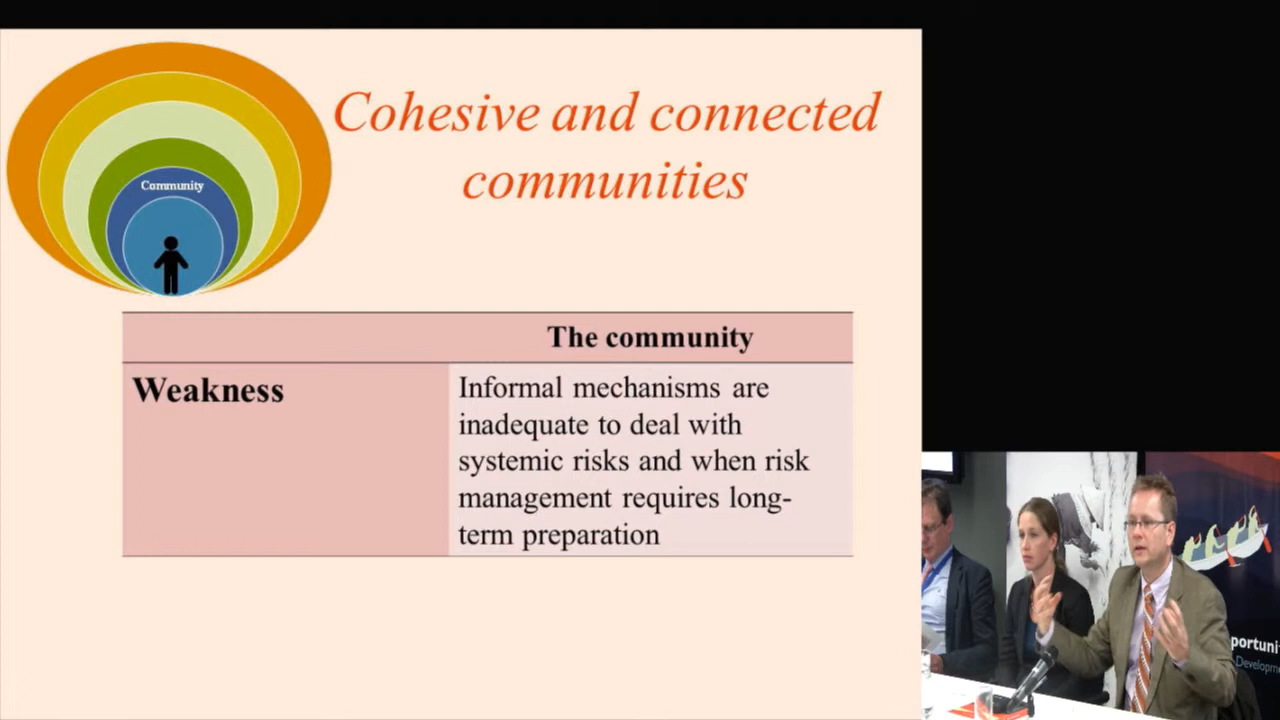 Cohesive and connected
communities
Community
The community
Weakness
Informal mechanisms are
inadequate to deal with
systemic risks and when risk
management requires long-
term preparation